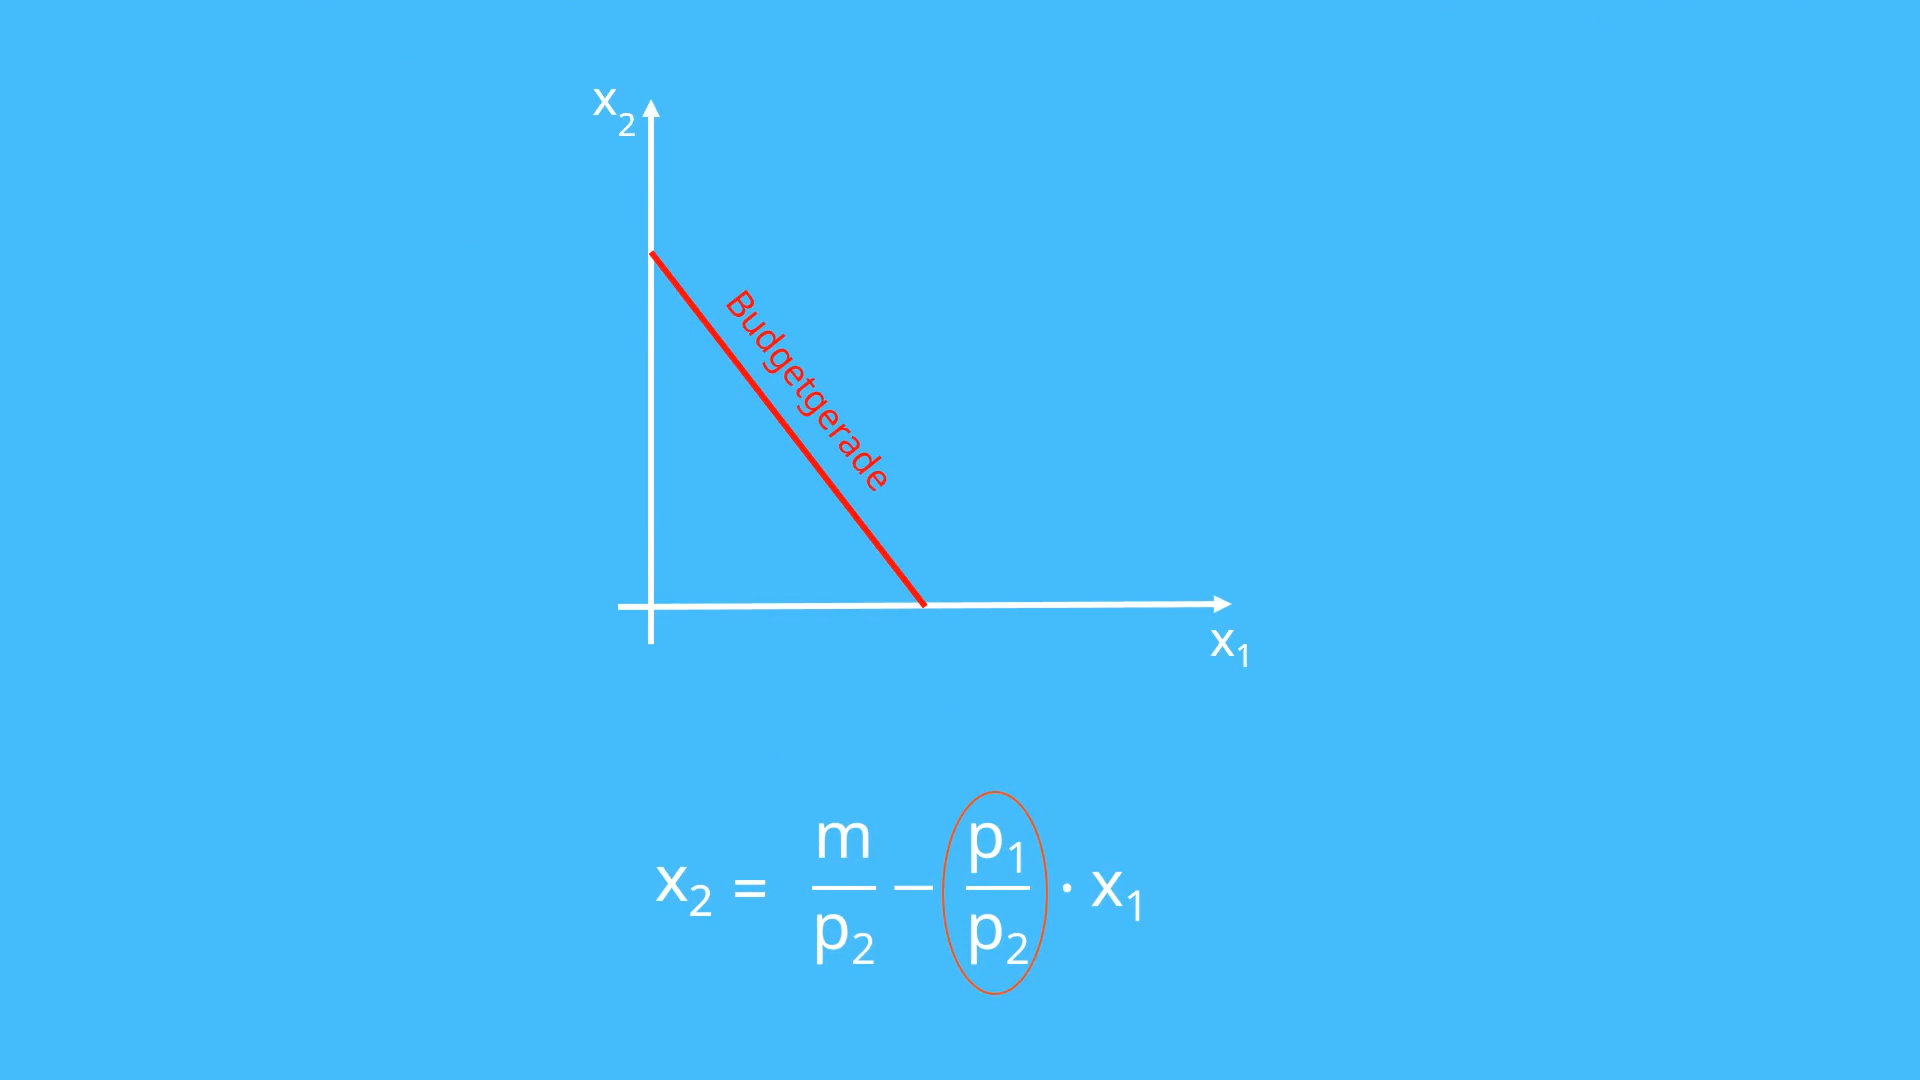 x₂
Budgetgerade
x₁
x₂ = m/p₂ − p₁/p₂ · x₁